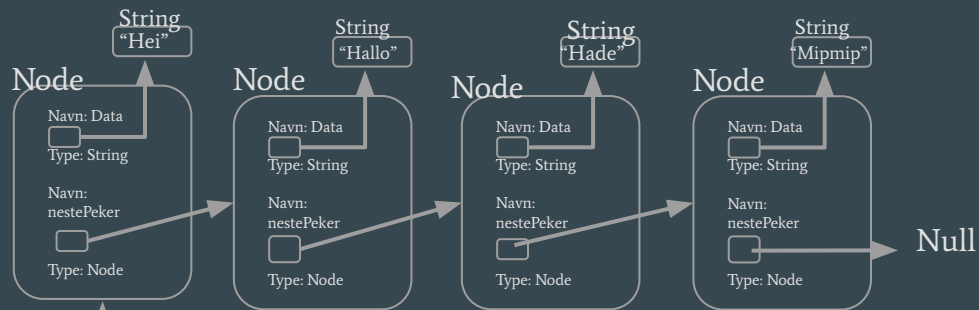 String
“Hei”
Node
Navn: Data
Type: String
Navn:
nestePeker
Type: Node
String
“Hallo”
Node
Navn: Data
Type: String
Navn:
nestePeker
Type: Node
String
“Hade”
Node
Navn: Data
Type: String
Navn:
nestePeker
Type: Node
String
“Mipmip”
Node
Navn: Data
Type: String
Navn:
nestePeker
Type: Node
Null